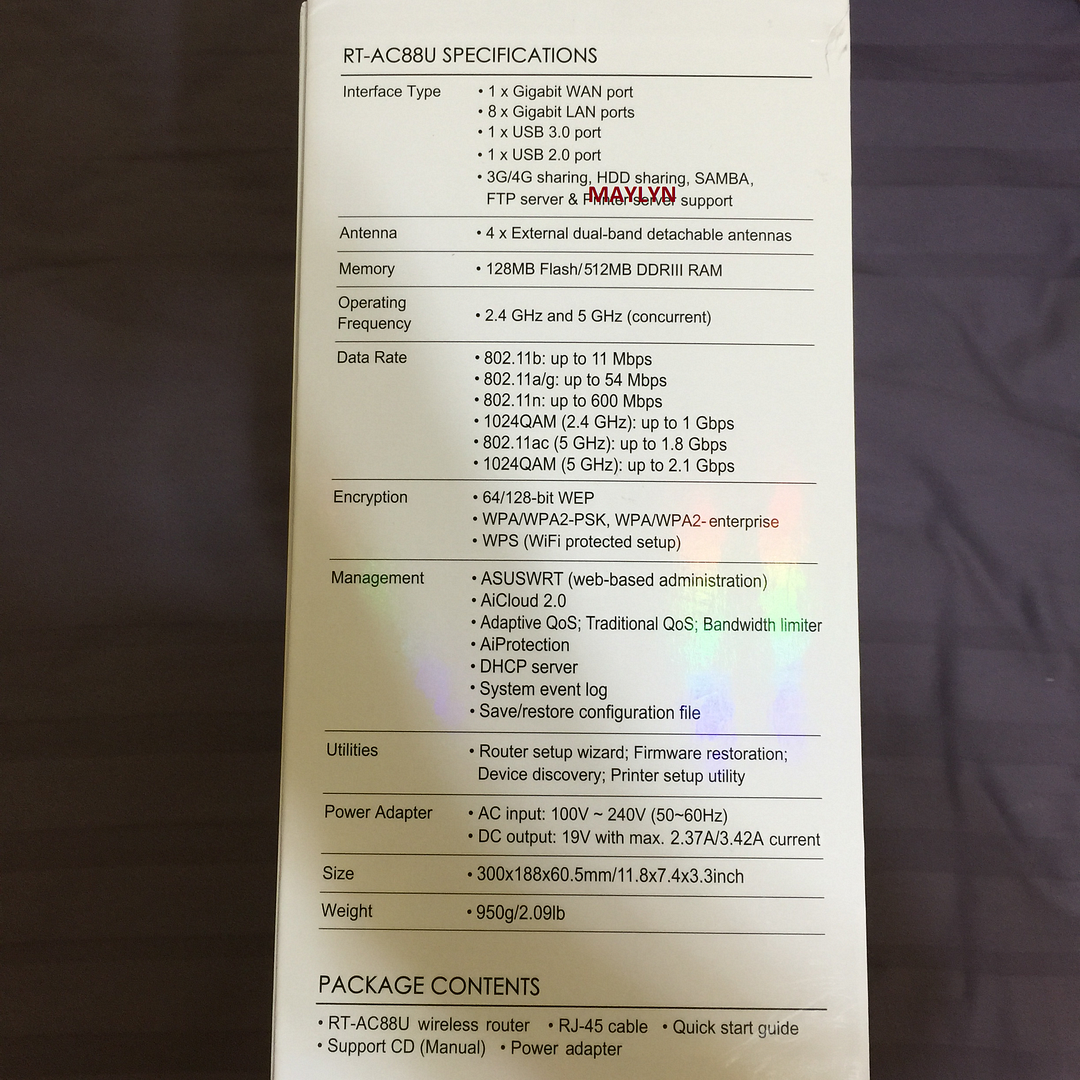 RT-AC88U SPECIFICATIONS
Interface Type • 1 x Gigabit WAN port
• 8 x Gigabit LAN ports
• 1 x USB 3.0 port
• 1 x USB 2.0 port
• 3G/4G sharing, HDD sharing, SAMBA,
MAYLYN
FTP server & Printer server support
Antenna • 4 x External dual-band detachable antennas
Memory • 128MB Flash/512MB DDRIII RAM
Operating
Frequency • 2.4 GHz and 5 GHz (concurrent)
Data Rate • 802.11b: up to 11 Mbps
• 802.11a/g: up to 54 Mbps
• 802.11n: up to 600 Mbps
• 1024QAM (2.4 GHz): up to 1 Gbps
• 802.11ac (5 GHz): up to 1.8 Gbps
• 1024QAM (5 GHz): up to 2.1 Gbps
Encryption • 64/128-bit WEP
• WPA/WPA2-PSK, WPA/WPA2-enterprise
• WPS (WiFi protected setup)
Management • ASUSWRT (web-based administration)
• AiCloud 2.0
• Adaptive QoS; Traditional QoS; Bandwidth limiter
• AiProtection
• DHCP server
• System event log
• Save/restore configuration file
Utilities • Router setup wizard; Firmware restoration;
Device discovery; Printer setup utility
Power Adapter • AC input: 100V ~ 240V (50~60Hz)
• DC output: 19V with max. 2.37A/3.42A current
Size • 300x188x60.5mm/11.8x7.4x3.3inch
Weight • 950g/2.09lb
PACKAGE CONTENTS
• RT-AC88U wireless router • RJ-45 cable • Quick start guide
• Support CD (Manual) • Power adapter